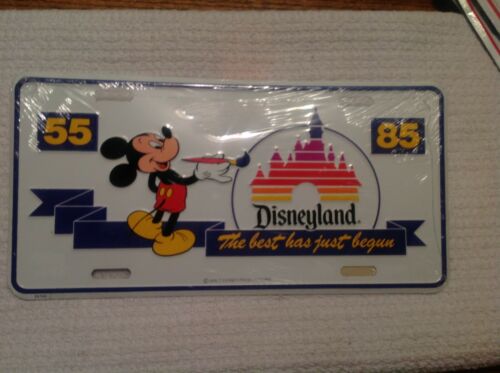 55
85
Disneyland
The best has just begun